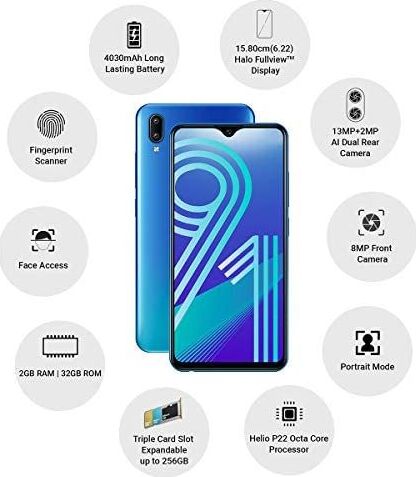 4030mAh Long
Lasting Battery
15.80cm(6.22)
Halo Fullview™
Display
Fingerprint
Scanner
13MP+2MP
AI Dual Rear
Camera
Face Access
8MP Front
Camera
2GB RAM | 32GB ROM
Portrait Mode
Triple Card Slot
Expandable
up to 256GB
Helio P22 Octa Core
Processor
91